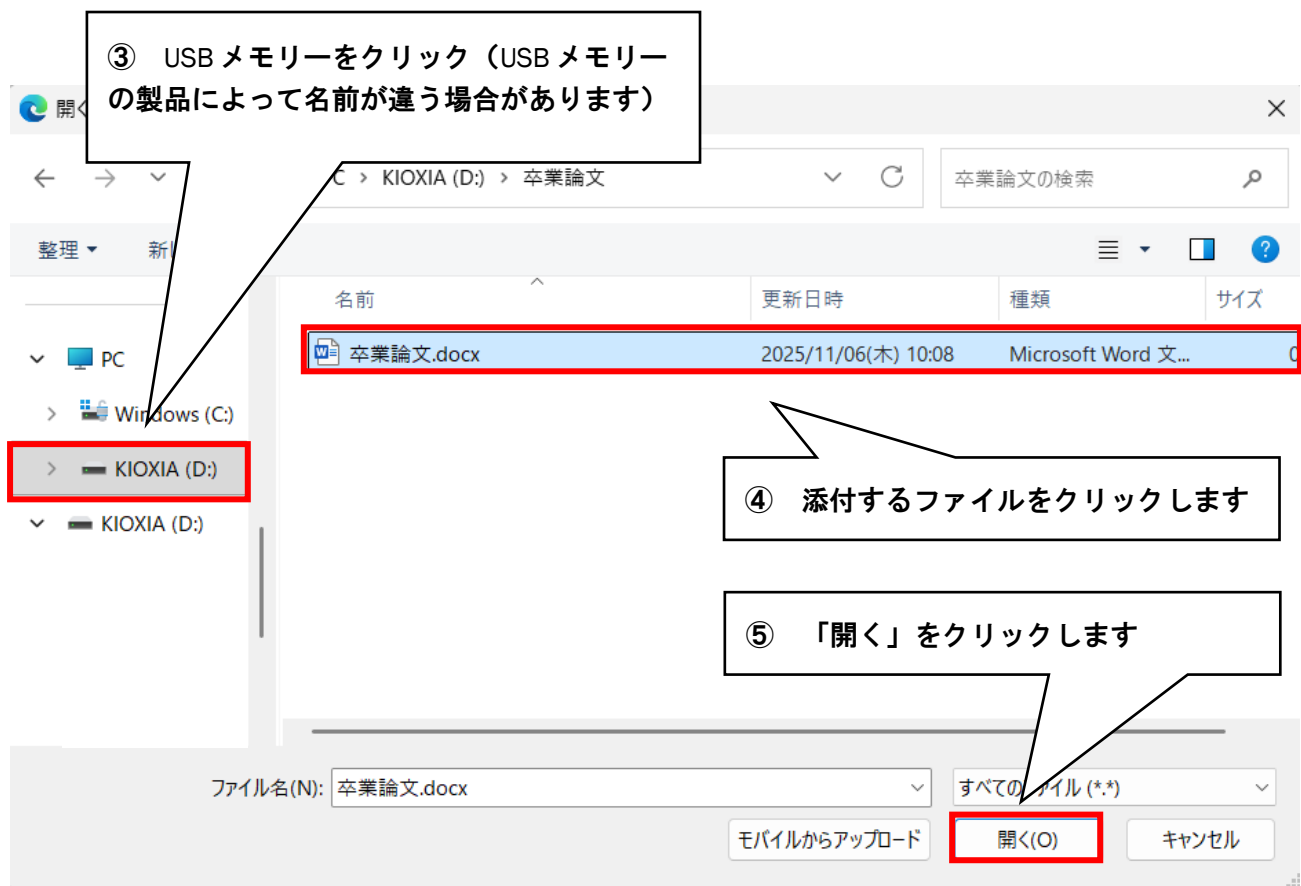 ③ USB メモリーをクリック（USB メモリー
の製品によって名前が違う場合があります）
開く
C › KIOXIA (D:) › 卒業論文
卒業論文の検索
整理
新
名前
更新日時
種類
サイズ
卒業論文.docx
2025/11/06(木) 10:08
Microsoft Word 文...
0
PC
Windows (C:)
KIOXIA (D:)
KIOXIA (D:)
④ 添付するファイルをクリックします
⑤ 「開く」をクリックします
ファイル名(N):
卒業論文.docx
すべてのファイル (*.*)
モバイルからアップロード
開く(O)
キャンセル